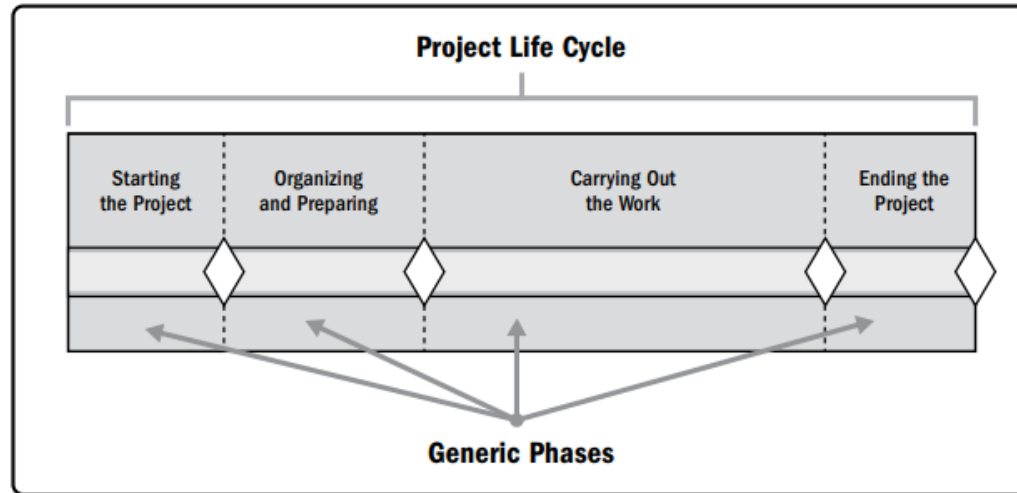 Project Life Cycle
Starting
the Project
Organizing
and Preparing
Carrying Out
the Work
Ending the
Project
Generic Phases